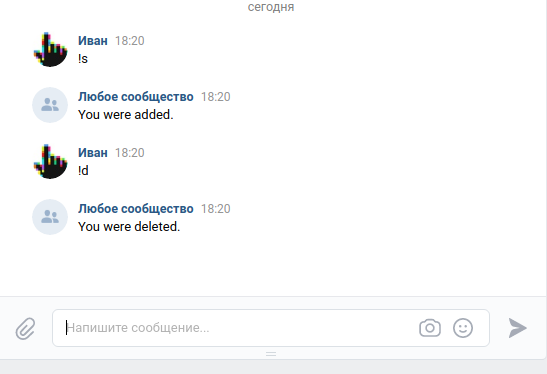 сегодня
Иван 18:20
!s
Любое сообщество 18:20
You were added.
Иван 18:20
!d
Любое сообщество 18:20
You were deleted.
Напишите сообщение...